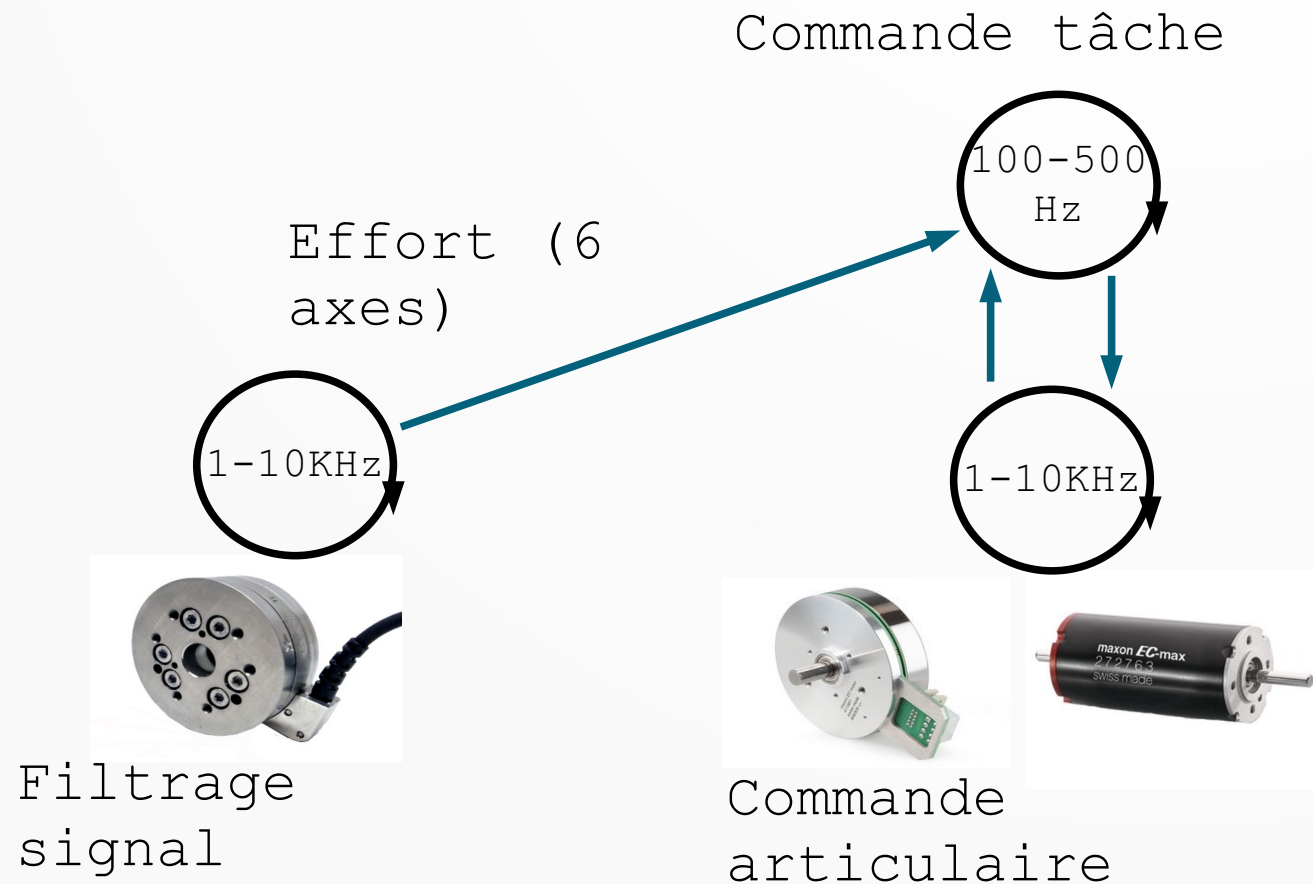 Commande tâche
100-500
Hz
Effort (6
axes)
1-10KHz
1-10KHz
maxon EC-max
272763
swiss made
Filtrage
signal
Commande
articulaire